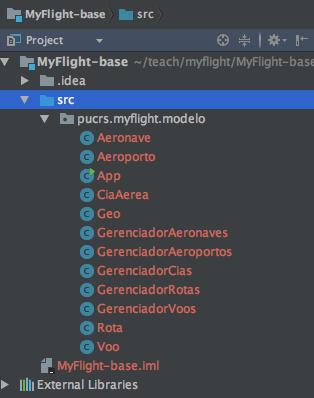 MyFlight-base src
Project
MyFlight-base ~/teach/myflight/MyFlight-base
.idea
src
pucrs.myflight.modelo
Aeronave
Aeroporto
App
CiaAerea
Geo
GerenciadorAeronaves
GerenciadorAeroportos
GerenciadorCias
GerenciadorRotas
GerenciadorVoos
Rota
Voo
MyFlight-base.iml
External Libraries